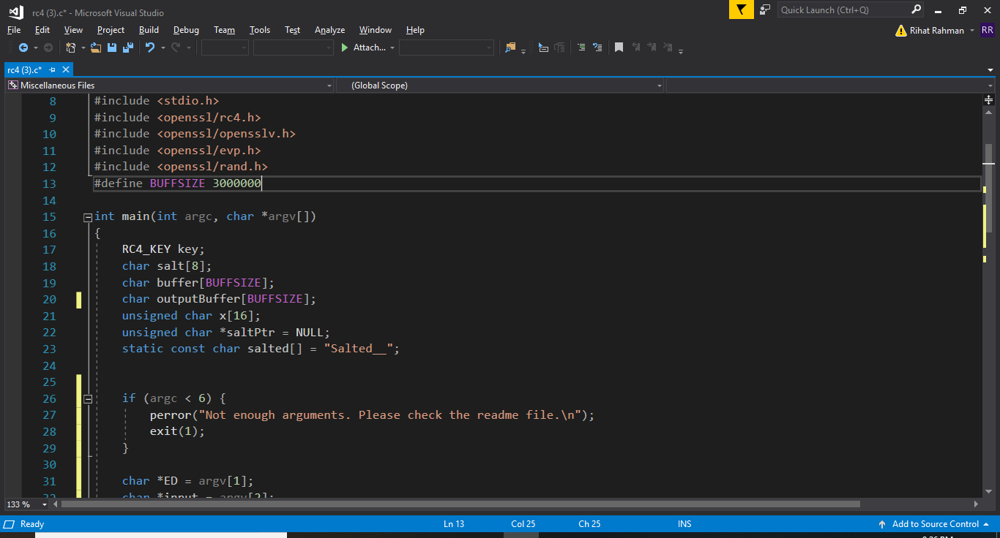 rc4 (3).c* - Microsoft Visual Studio
Quick Launch (Ctrl+Q)
File Edit View Project Build Debug Team Tools Test Analyze Window Help
Rihat Rahman RR
Attach...
rc4 (3).c*
Miscellaneous Files (Global Scope)
8 #include <stdio.h>
9 #include <openssl/rc4.h>
10 #include <openssl/opensslv.h>
11 #include <openssl/evp.h>
12 #include <openssl/rand.h>
13 #define BUFFSIZE 3000000
14
15 int main(int argc, char *argv[])
16 {
17 RC4_KEY key;
18 char salt[8];
19 char buffer[BUFFSIZE];
20 char outputBuffer[BUFFSIZE];
21 unsigned char x[16];
22 unsigned char *saltPtr = NULL;
23 static const char salted[] = "Salted__";
24
25
26 if (argc < 6) {
27 perror("Not enough arguments. Please check the readme file.\n");
28 exit(1);
29 }
30
31 char *ED = argv[1];
32 char *input = argv[2];
133 %
Ready Ln 13 Col 25 Ch 25 INS Add to Source Control